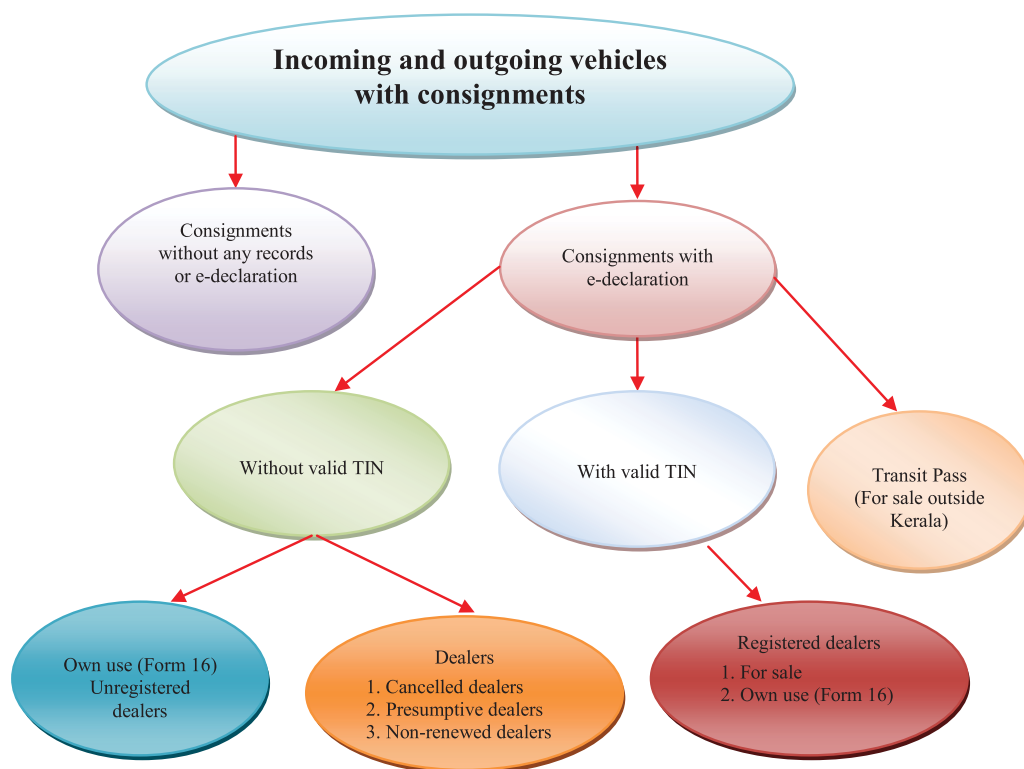 Incoming and outgoing vehicles
with consignments
Consignments
without any records
or e-declaration
Consignments with
e-declaration
Without valid TIN
With valid TIN
Transit Pass
(For sale outside
Kerala)
Own use (Form 16)
Unregistered
dealers
Dealers
1. Cancelled dealers
2. Presumptive dealers
3. Non-renewed dealers
Registered dealers
1. For sale
2. Own use (Form 16)